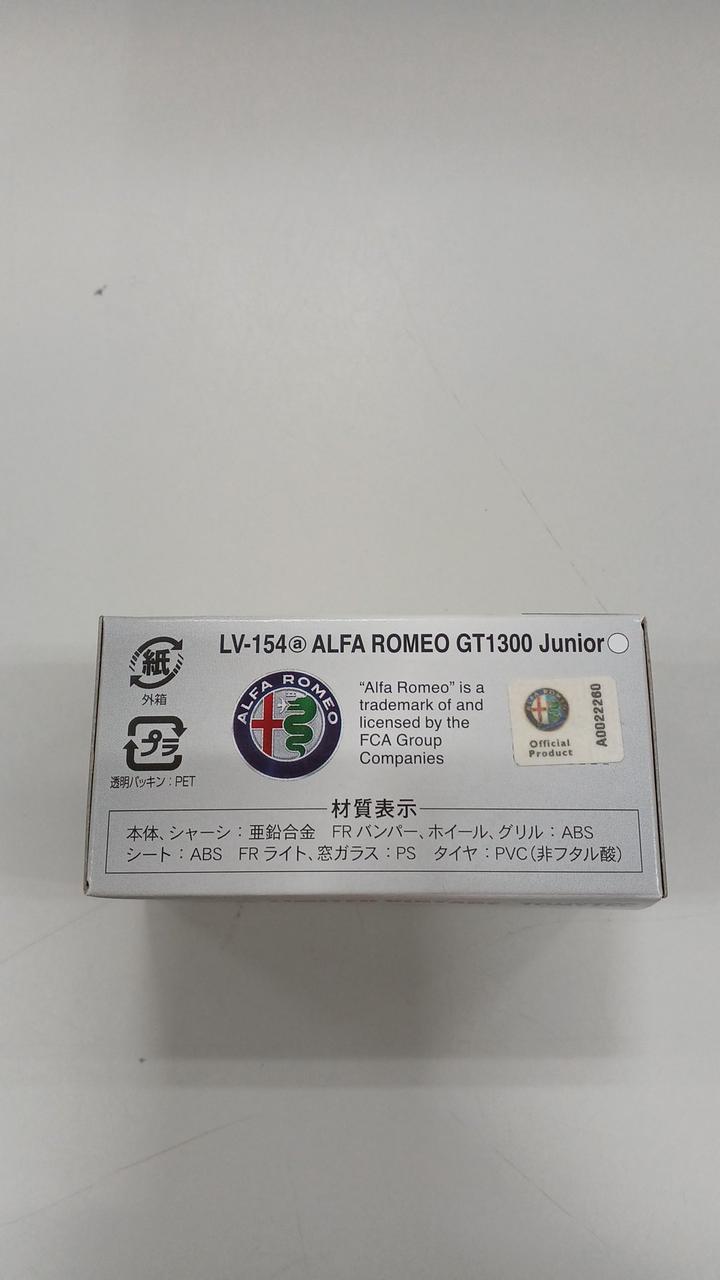 LV-154ⓐ ALFA ROMEO GT1300 Junior
紙
外箱
プラ
透明パッキン：PET
ALFA ROMEO
“Alfa Romeo” is a
trademark of and
licensed by the
FCA Group
Companies
ALFA ROMEO
Official
Product
A0022260
材質表示
本体、シャーシ：亜鉛合金　FRバンパー、ホイール、グリル：ABS
シート：ABS　FRライト、窓ガラス：PS　タイヤ：PVC（非フタル酸）